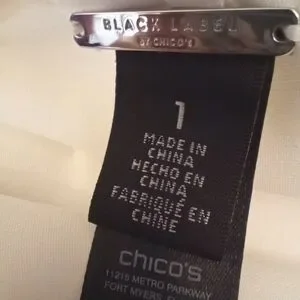 BLACK LABEL
BY CHICO'S
1
MADE IN
CHINA
HECHO EN
CHINA
FABRIQUÉ EN
CHINE
chico's
11215 METRO PARKWAY
FORT MYERS